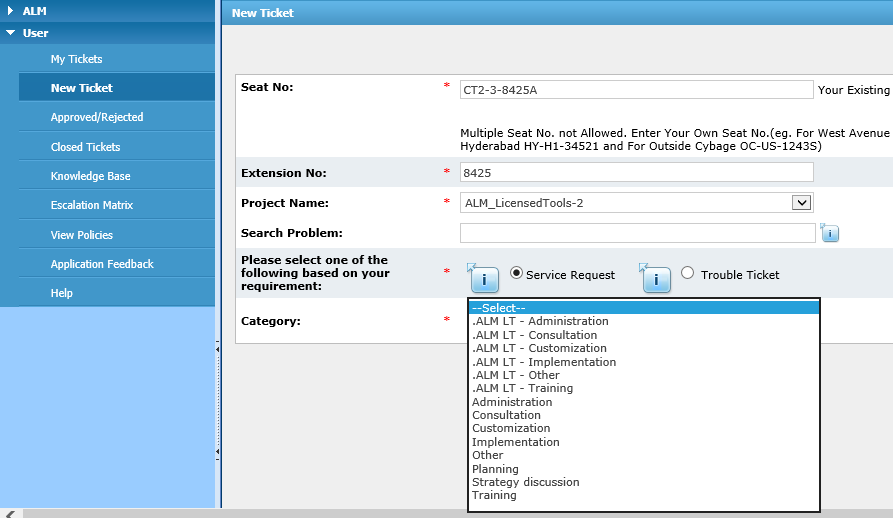 ALM
User
My Tickets
New Ticket
Approved/Rejected
Closed Tickets
Knowledge Base
Escalation Matrix
View Policies
Application Feedback
Help
New Ticket
Seat No:
* CT2-3-8425A Your Existing
Multiple Seat No. not Allowed. Enter Your Own Seat No.(eg. For West Avenue
Hyderabad HY-H1-34521 and For Outside Cybage OC-US-1243S)
Extension No: * 8425
Project Name: * ALM_LicensedTools-2
Search Problem: i
Please select one of the
following based on your
requirement:
* i Service Request i Trouble Ticket
Category: *
--Select--
.ALM LT - Administration
.ALM LT - Consultation
.ALM LT - Customization
.ALM LT - Implementation
.ALM LT - Other
.ALM LT - Training
Administration
Consultation
Customization
Implementation
Other
Planning
Strategy discussion
Training